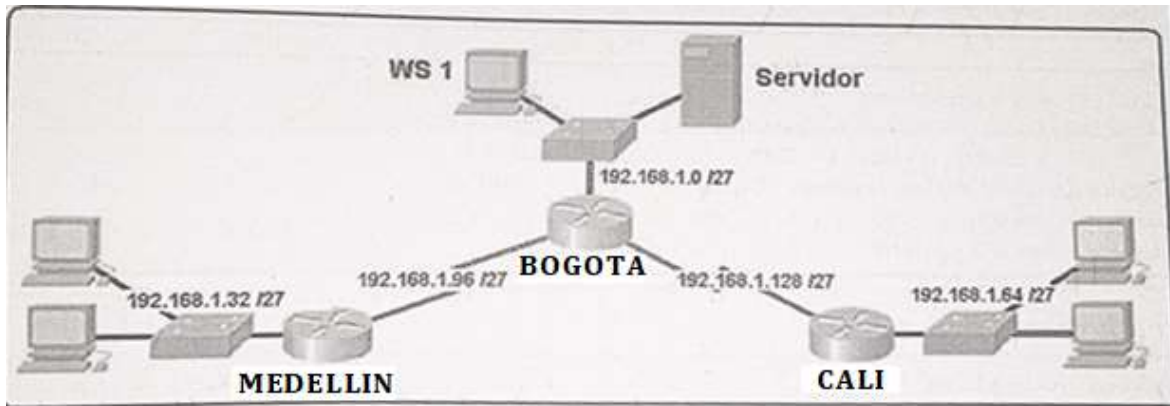 WS 1
Servidor
192.168.1.0 /27
BOGOTA
192.168.1.96 /27
192.168.1.128 /27
192.168.1.32 /27
192.168.1.64 /27
MEDELLIN
CALI